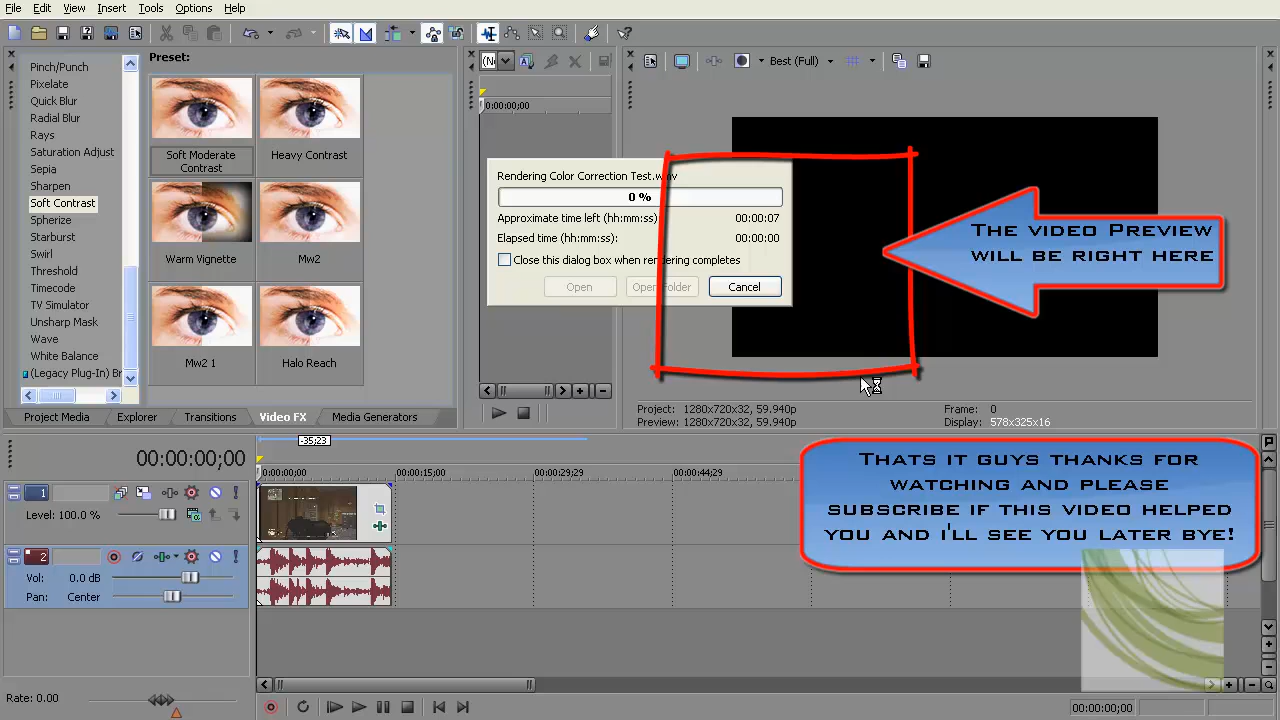 File Edit View Insert Tools Options Help
Preset:
Pinch/Punch
Pixelate
Quick Blur
Radial Blur
Rays
Saturation Adjust
Sepia
Sharpen
Soft Contrast
Spherize
Starburst
Swirl
Threshold
Timecode
TV Simulator
Unsharp Mask
Wave
White Balance
(Legacy Plug-In) Br
Soft Moderate
Contrast
Heavy Contrast
Warm Vignette
Mw2
Mw2 1
Halo Reach
Project Media Explorer Transitions Video FX Media Generators
(N
0:00:00;00
Best (Full)
Rendering Color Correction Test.wmv
0 %
Approximate time left (hh:mm:ss): 00:00:07
Elapsed time (hh:mm:ss): 00:00:00
Close this dialog box when rendering completes
Open Open Folder Cancel
The video Preview
will be right here
Project: 1280x720x32, 59.940p
Preview: 1280x720x32, 59.940p
Frame: 0
Display: 578x325x16
-35;23
00:00:00;00
0:00:00;00 00:00:15;00 00:00:29;29 00:00:44;29
1
Level: 100.0 %
2
Vol: 0.0 dB
Pan: Center
Thats it guys thanks for
watching and please
subscribe if this video helped
you and i'll see you later bye!
Rate: 0.00
00:00:00;00